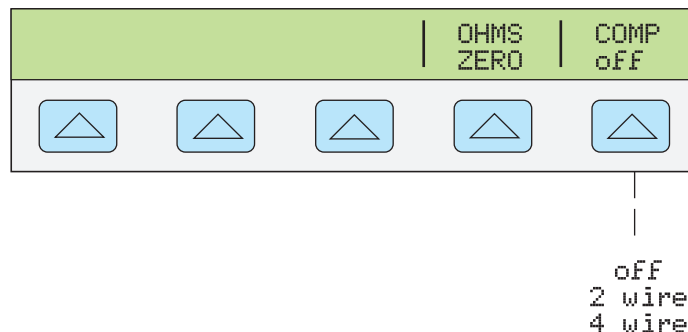 OHMS
ZERO
COMP
off
off
2 wire
4 wire